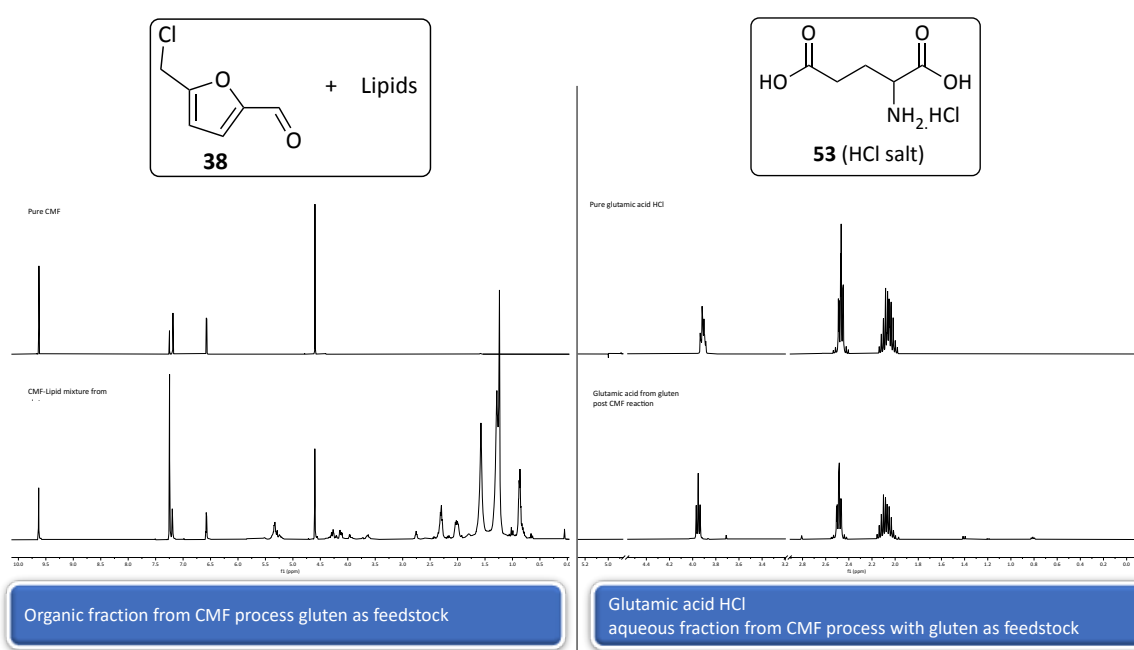 Cl
O
O
+ Lipids
38
O
O
HO
OH
NH2.HCl
53 (HCl salt)
Pure CMF
CMF-Lipid mixture from
10.0 9.5 9.0 8.5 8.0 7.5 7.0 6.5 6.0 5.5 5.0 4.5 4.0 3.5 3.0 2.5 2.0 1.5 1.0 0.5 0.0
f1 (ppm)
Organic fraction from CMF process gluten as feedstock
Pure glutamic acid HCl
Glutamic acid from gluten
post CMF reaction
5.2 5.0 4.4 4.2 4.0 3.8 3.6 3.4 3.2 2.8 2.6 2.4 2.2 2.0 1.8 1.6 1.4 1.2 1.0 0.8 0.6 0.4 0.2 0.0
f1 (ppm)
Glutamic acid HCl
aqueous fraction from CMF process with gluten as feedstock